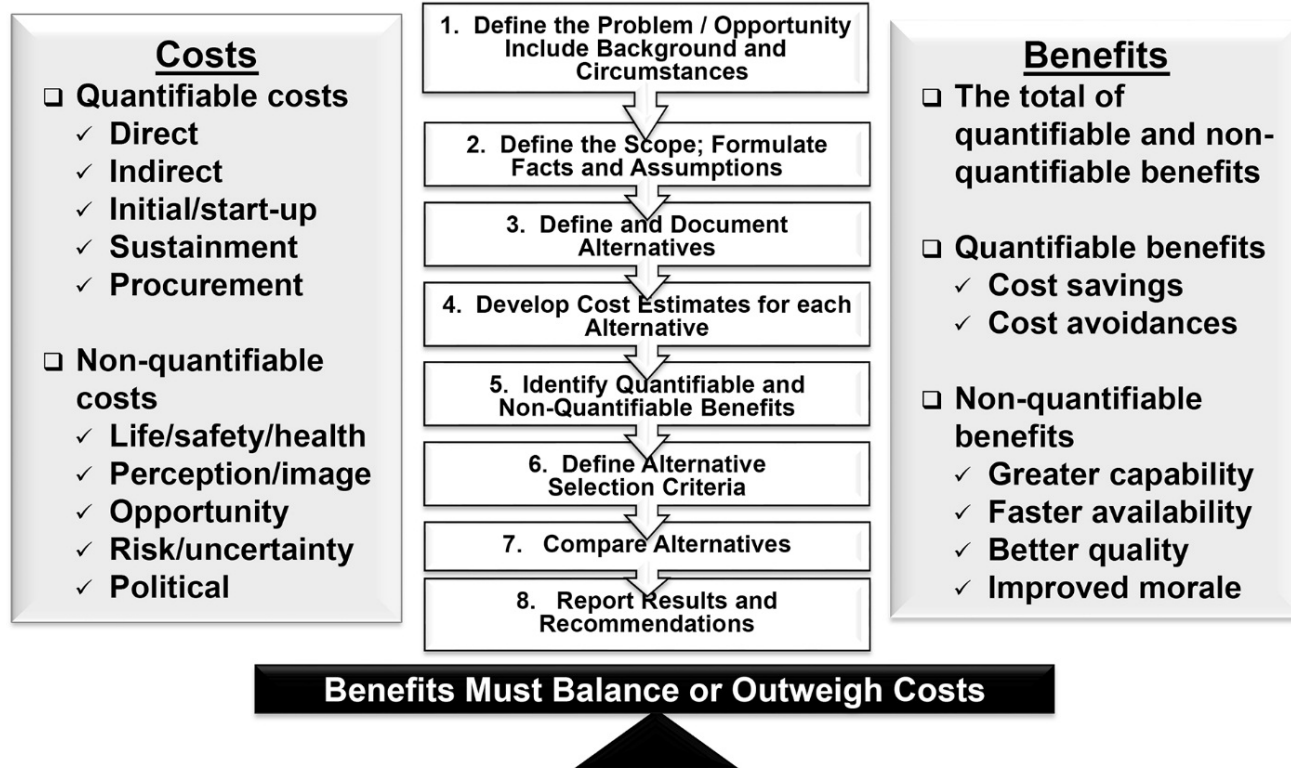 Costs
❑ Quantifiable costs
✓ Direct
✓ Indirect
✓ Initial/start-up
✓ Sustainment
✓ Procurement
❑ Non-quantifiable
costs
✓ Life/safety/health
✓ Perception/image
✓ Opportunity
✓ Risk/uncertainty
✓ Political
1. Define the Problem / Opportunity
Include Background and
Circumstances
2. Define the Scope; Formulate
Facts and Assumptions
3. Define and Document
Alternatives
4. Develop Cost Estimates for each
Alternative
5. Identify Quantifiable and
Non-Quantifiable Benefits
6. Define Alternative
Selection Criteria
7. Compare Alternatives
8. Report Results and
Recommendations
Benefits
❑ The total of
quantifiable and non-
quantifiable benefits
❑ Quantifiable benefits
✓ Cost savings
✓ Cost avoidances
❑ Non-quantifiable
benefits
✓ Greater capability
✓ Faster availability
✓ Better quality
✓ Improved morale
Benefits Must Balance or Outweigh Costs